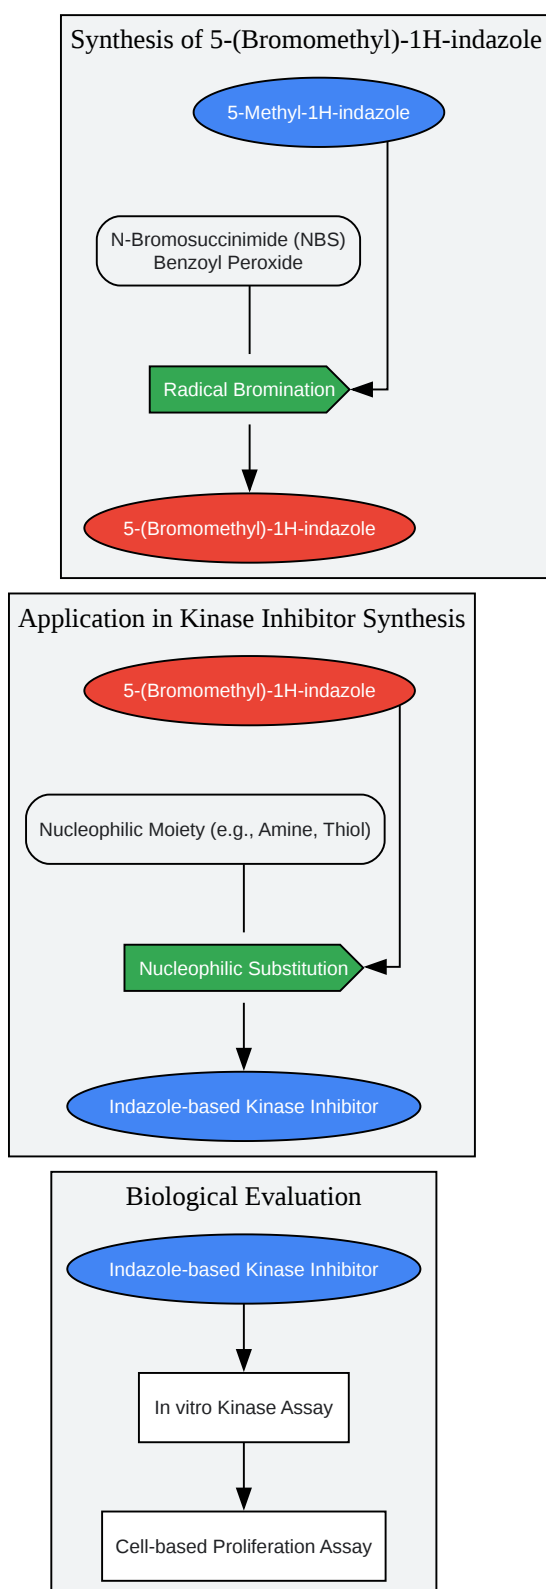 Synthesis of 5-(Bromomethyl)-1H-indazole
5-Methyl-1H-indazole
N-Bromosuccinimide (NBS)
Benzoyl Peroxide
Radical Bromination
5-(Bromomethyl)-1H-indazole
Application in Kinase Inhibitor Synthesis
5-(Bromomethyl)-1H-indazole
Nucleophilic Moiety (e.g., Amine, Thiol)
Nucleophilic Substitution
Indazole-based Kinase Inhibitor
Biological Evaluation
Indazole-based Kinase Inhibitor
In vitro Kinase Assay
Cell-based Proliferation Assay